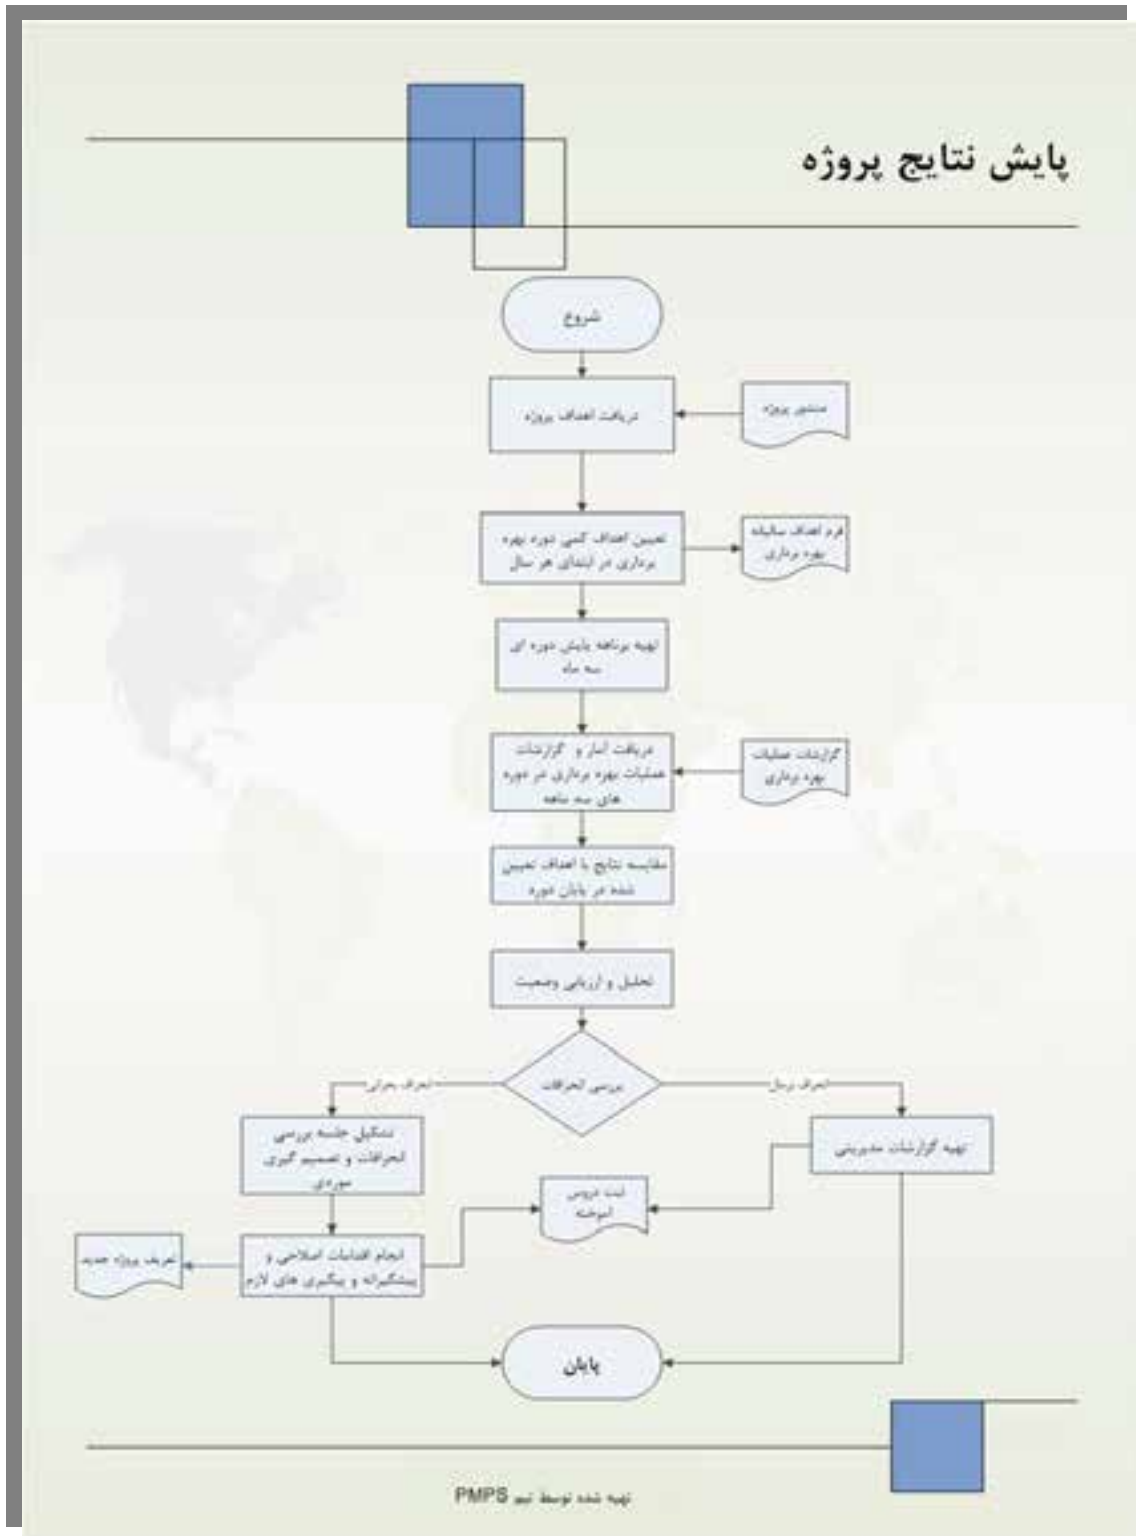 پایش نتایج پروژه
شروع
دریافت اهداف پروژه
منشور پروژه
تعیین اهداف کمی دوره بهره
برداری در ابتدای هر سال
فرم اهداف سالیانه
بهره برداری
تهیه برنامه پایش دوره ای
سه ماه
دریافت آمار و گزارشات
عملیات بهره برداری در دوره
های سه ماهه
گزارشات عملیات
بهره برداری
مقایسه نتایج با اهداف تعیین
شده در پایان دوره
تحلیل و ارزیابی وضعیت
بررسی انحرافات
انحراف نرمال
انحراف بحرانی
تشکیل جلسه بررسی
انحرافات و تصمیم گیری
موردی
تهیه گزارشات مدیریتی
ثبت دروس
آموخته
انجام اقدامات اصلاحی و
پیشگیرانه و پیگیری های لازم
تعریف پروژه جدید
پایان
تهیه شده توسط تیم PMPS